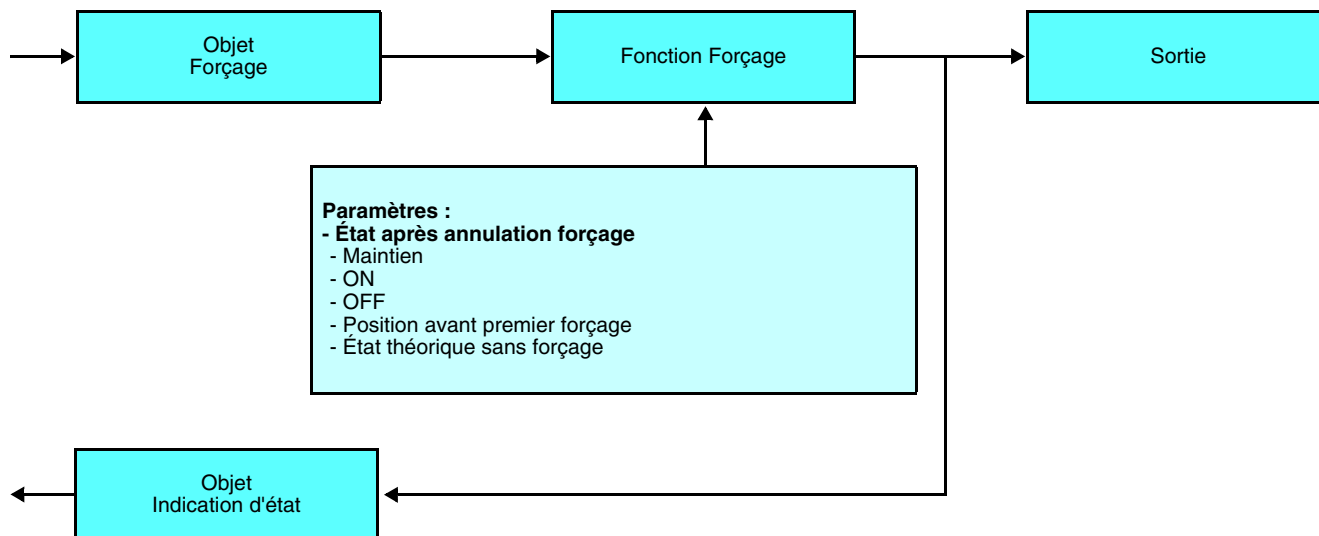 Objet
Forçage
Fonction Forçage
Sortie
Paramètres :
- État après annulation forçage
- Maintien
- ON
- OFF
- Position avant premier forçage
- État théorique sans forçage
Objet
Indication d'état